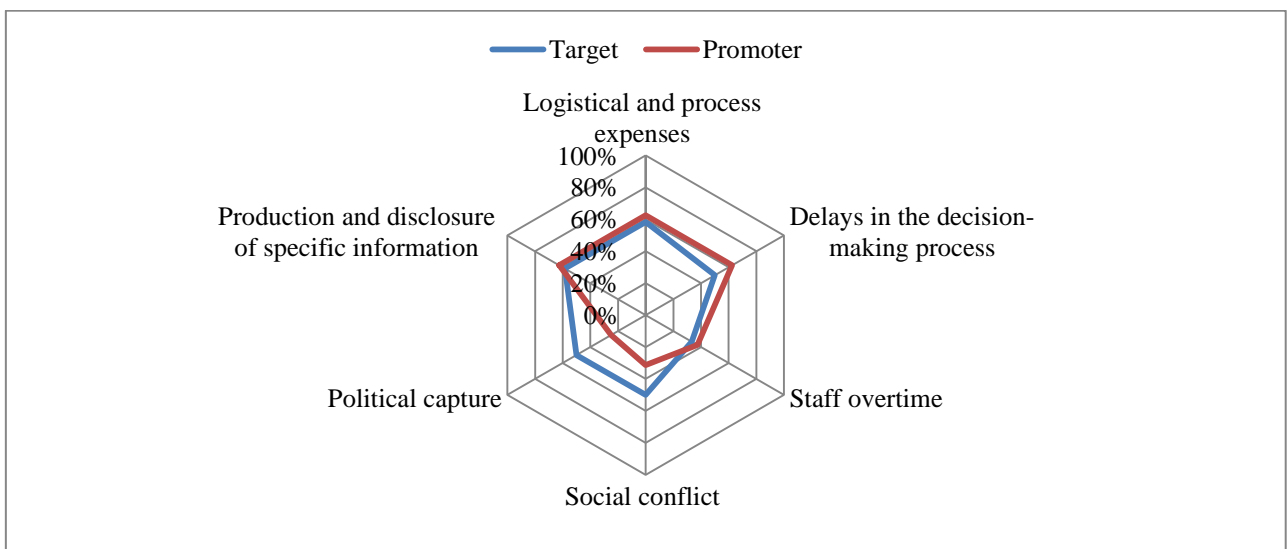 Target Promoter
Logistical and process
expenses
100%
80%
60%
40%
20%
0%
Production and disclosure
of specific information
Delays in the decision-
making process
Political capture
Staff overtime
Social conflict